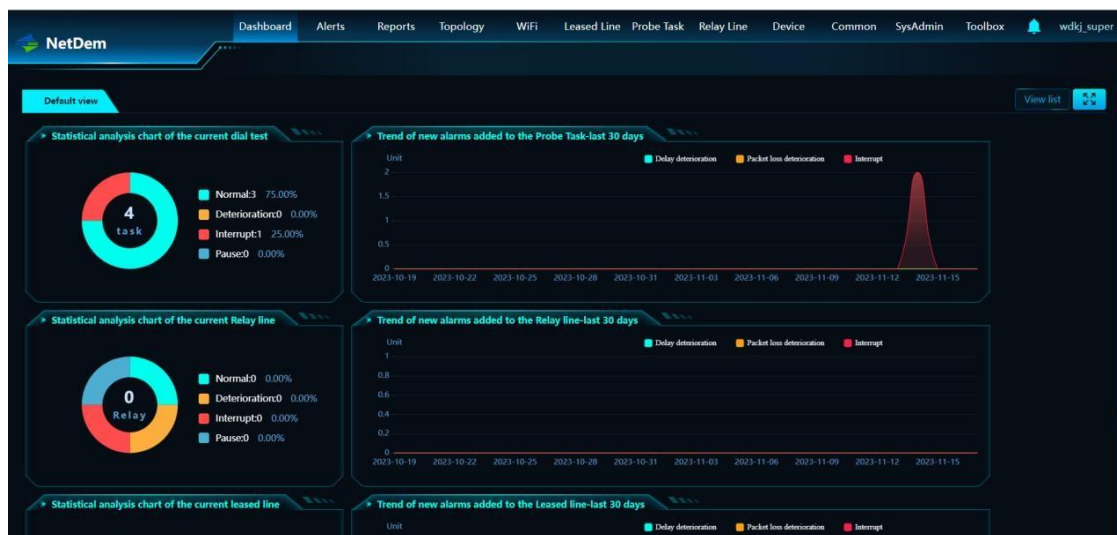 NetDem
Dashboard Alerts Reports Topology WiFi Leased Line Probe Task Relay Line Device Common SysAdmin Toolbox wdkj_super
Default view
View list
Statistical analysis chart of the current dial test
4
task
Normal:3 75.00%
Deterioration:0 0.00%
Interrupt:1 25.00%
Pause:0 0.00%
Trend of new alarms added to the Probe Task-last 30 days
Unit
Delay deterioration Packet loss deterioration Interrupt
2
1.5
1
0.5
0
2023-10-19 2023-10-22 2023-10-25 2023-10-28 2023-10-31 2023-11-03 2023-11-06 2023-11-09 2023-11-12 2023-11-15
Statistical analysis chart of the current Relay line
0
Relay
Normal:0 0.00%
Deterioration:0 0.00%
Interrupt:0 0.00%
Pause:0 0.00%
Trend of new alarms added to the Relay line-last 30 days
Unit
Delay deterioration Packet loss deterioration Interrupt
1
0.8
0.6
0.4
0.2
0
2023-10-19 2023-10-22 2023-10-25 2023-10-28 2023-10-31 2023-11-03 2023-11-06 2023-11-09 2023-11-12 2023-11-15
Statistical analysis chart of the current leased line
Trend of new alarms added to the Leased line-last 30 days
Unit
Delay deterioration Packet loss deterioration Interrupt